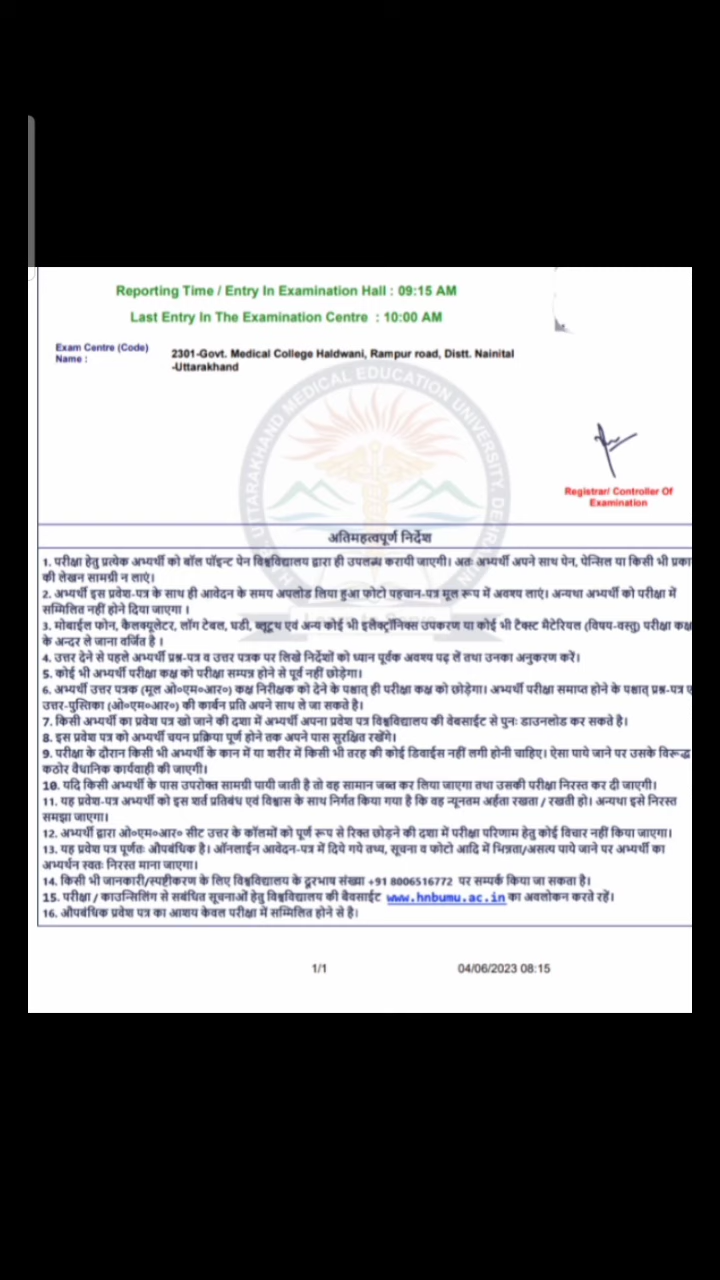 Reporting Time / Entry In Examination Hall : 09:15 AM
Last Entry In The Examination Centre : 10:00 AM
Exam Centre (Code) Name :
2301-Govt. Medical College Haldwani, Rampur road, Distt. Nainital
-Uttarakhand
UTTARAKHAND MEDICAL EDUCATION UNIVERSITY,
Registrar/ Controller Of
Examination
अतिमहत्वपूर्ण निर्देश
1. परीक्षा हेतु प्रत्येक अभ्यर्थी को बॉल पॉइन्ट पेन विश्वविद्यालय द्वारा ही उपलब्ध करायी जाएगी। अतः अभ्यर्थी अपने साथ पेन, पेन्सिल या किसी भी प्रका
की लेखन सामग्री न लाएं।
2. अभ्यर्थी इस प्रवेश-पत्र के साथ ही आवेदन के समय अपलोड लिया हुआ फोटो पहचान-पत्र मूल रूप में अवश्य लाएं। अन्यथा अभ्यर्थी को परीक्षा में
सम्मिलित नहीं होने दिया जाएगा ।
3. मोबाईल फोन, कैलक्यूलेटर, लॉग टेबल, घडी, ब्लूटूथ एवं अन्य कोई भी इलैक्ट्रॉनिक्स उपकरण या कोई भी टैक्स्ट मैटेरियल (विषय-वस्तु) परीक्षा कक्ष
के अन्दर ले जाना वर्जित है ।
4. उत्तर देने से पहले अभ्यर्थी प्रश्न-पत्र व उत्तर पत्रक पर लिखे निर्देशों को ध्यान पूर्वक अवश्य पढ़ लें तथा उनका अनुकरण करें।
5. कोई भी अभ्यर्थी परीक्षा कक्ष को परीक्षा सम्पन्न होने से पूर्व नहीं छोड़ेगा।
6. अभ्यर्थी उत्तर पत्रक (मूल ओ०एम०आर०) कक्ष निरीक्षक को देने के पश्चात् ही परीक्षा कक्ष को छोड़ेगा। अभ्यर्थी परीक्षा समाप्त होने के पश्चात् प्रश्न-पत्र ए
उत्तर-पुस्तिका (ओ०एम०आर०) की कार्बन प्रति अपने साथ ले जा सकते है।
7. किसी अभ्यर्थी का प्रवेश पत्र खो जाने की दशा में अभ्यर्थी अपना प्रवेश पत्र विश्वविद्यालय की वेबसाईट से पुनः डाउनलोड कर सकते है।
8. इस प्रवेश पत्र को अभ्यर्थी चयन प्रक्रिया पूर्ण होने तक अपने पास सुरक्षित रखेंगे।
9. परीक्षा के दौरान किसी भी अभ्यर्थी के कान में या शरीर में किसी भी तरह की कोई डिवाईस नहीं लगी होनी चाहिए। ऐसा पाये जाने पर उसके विरूद्ध
कठोर वैधानिक कार्यवाही की जाएगी।
10. यदि किसी अभ्यर्थी के पास उपरोक्त सामग्री पायी जाती है तो वह सामान जब्त कर लिया जाएगा तथा उसकी परीक्षा निरस्त कर दी जाएगी।
11. यह प्रवेश-पत्र अभ्यर्थी को इस शर्त प्रतिबंध एवं विश्वास के साथ निर्गत किया गया है कि वह न्यूनतम अर्हता रखता / रखती हो। अन्यथा इसे निरस्त
समझा जाएगा।
12. अभ्यर्थी द्वारा ओ०एम०आर० सीट उत्तर के कॉलमों को पूर्ण रूप से रिक्त छोड़ने की दशा में परीक्षा परिणाम हेतु कोई विचार नहीं किया जाएगा।
13. यह प्रवेश पत्र पूर्णतः औपबंधिक है। ऑनलाईन आवेदन-पत्र में दिये गये तथ्य, सूचना व फोटो आदि में भिन्नता/असत्य पाये जाने पर अभ्यर्थी का
अभ्यर्थन स्वतः निरस्त माना जाएगा।
14. किसी भी जानकारी/स्पष्टीकरण के लिए विश्वविद्यालय के दूरभाष संख्या +91 8006516772 पर सम्पर्क किया जा सकता है।
15. परीक्षा / काउन्सिलिंग से सबंधित सूचनाओं हेतु विश्वविद्यालय की बैवसाईट www.hnbumu.ac.in का अवलोकन करते रहें।
16. औपबंधिक प्रवेश पत्र का आशय केवल परीक्षा में सम्मिलित होने से है।
1/1
04/06/2023 08:15